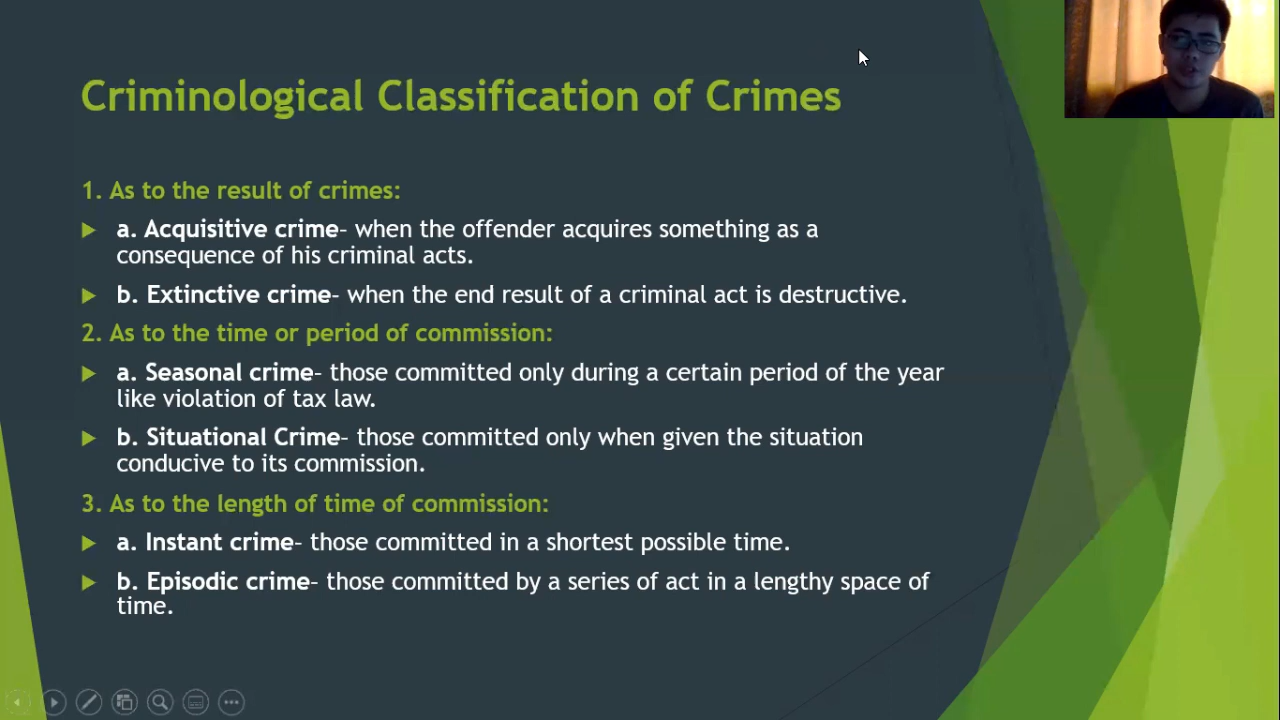 Criminological Classification of Crimes
1. As to the result of crimes:
a. Acquisitive crime– when the offender acquires something as a
consequence of his criminal acts.
b. Extinctive crime– when the end result of a criminal act is destructive.
2. As to the time or period of commission:
a. Seasonal crime– those committed only during a certain period of the year
like violation of tax law.
b. Situational Crime– those committed only when given the situation
conducive to its commission.
3. As to the length of time of commission:
a. Instant crime– those committed in a shortest possible time.
b. Episodic crime– those committed by a series of act in a lengthy space of
time.